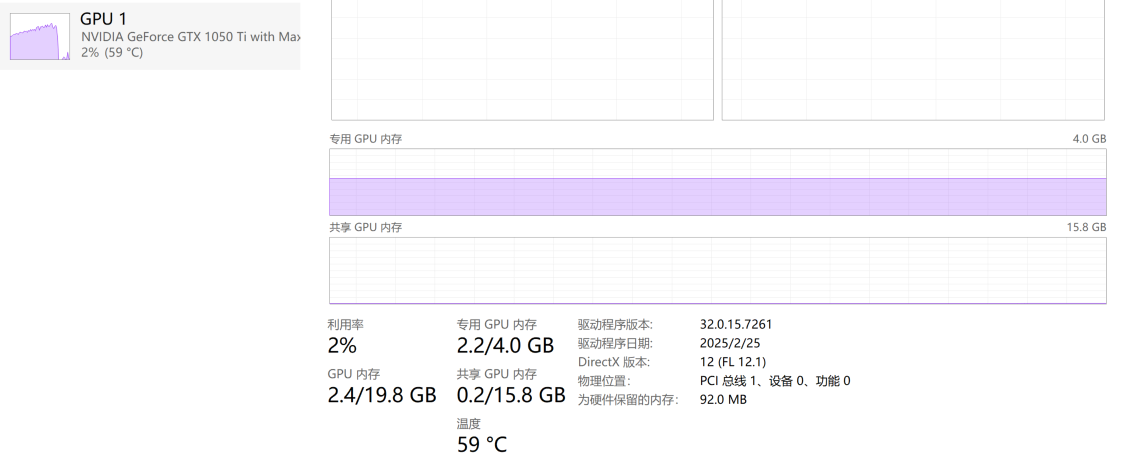 GPU 1
NVIDIA GeForce GTX 1050 Ti with Max
2% (59 °C)
专用 GPU 内存 4.0 GB
共享 GPU 内存 15.8 GB
利用率 专用 GPU 内存 驱动程序版本: 32.0.15.7261
2% 2.2/4.0 GB 驱动程序日期: 2025/2/25
DirectX 版本: 12 (FL 12.1)
GPU 内存 共享 GPU 内存 物理位置: PCI 总线 1、设备 0、功能 0
2.4/19.8 GB 0.2/15.8 GB 为硬件保留的内存: 92.0 MB
温度
59 °C